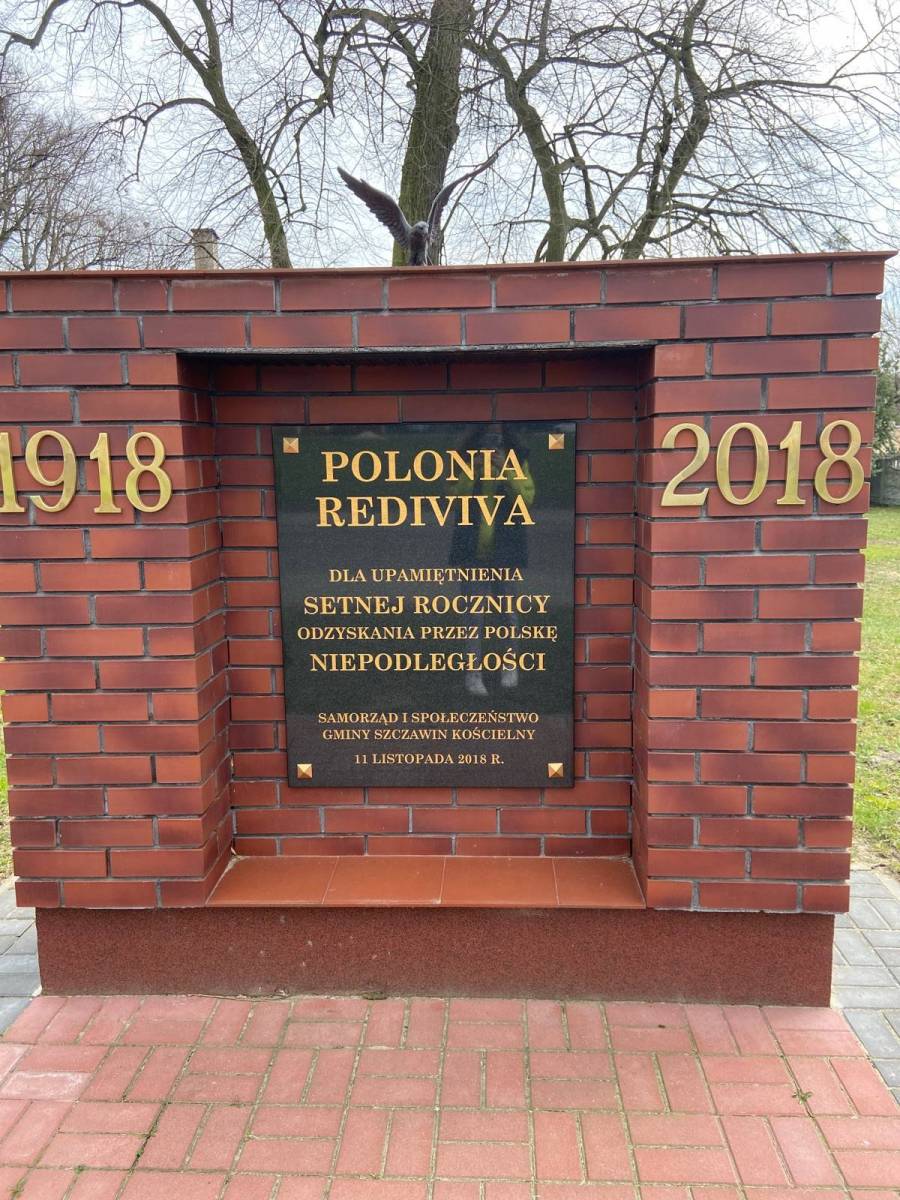 1918
2018
POLONIA
REDIVIVA
DLA UPAMIĘTNIENIA
SETNEJ ROCZNICY
ODZYSKANIA PRZEZ POLSKĘ
NIEPODLEGŁOŚCI
SAMORZĄD I SPOŁECZEŃSTWO
GMINY SZCZAWIN KOŚCIELNY
11 LISTOPADA 2018 R.